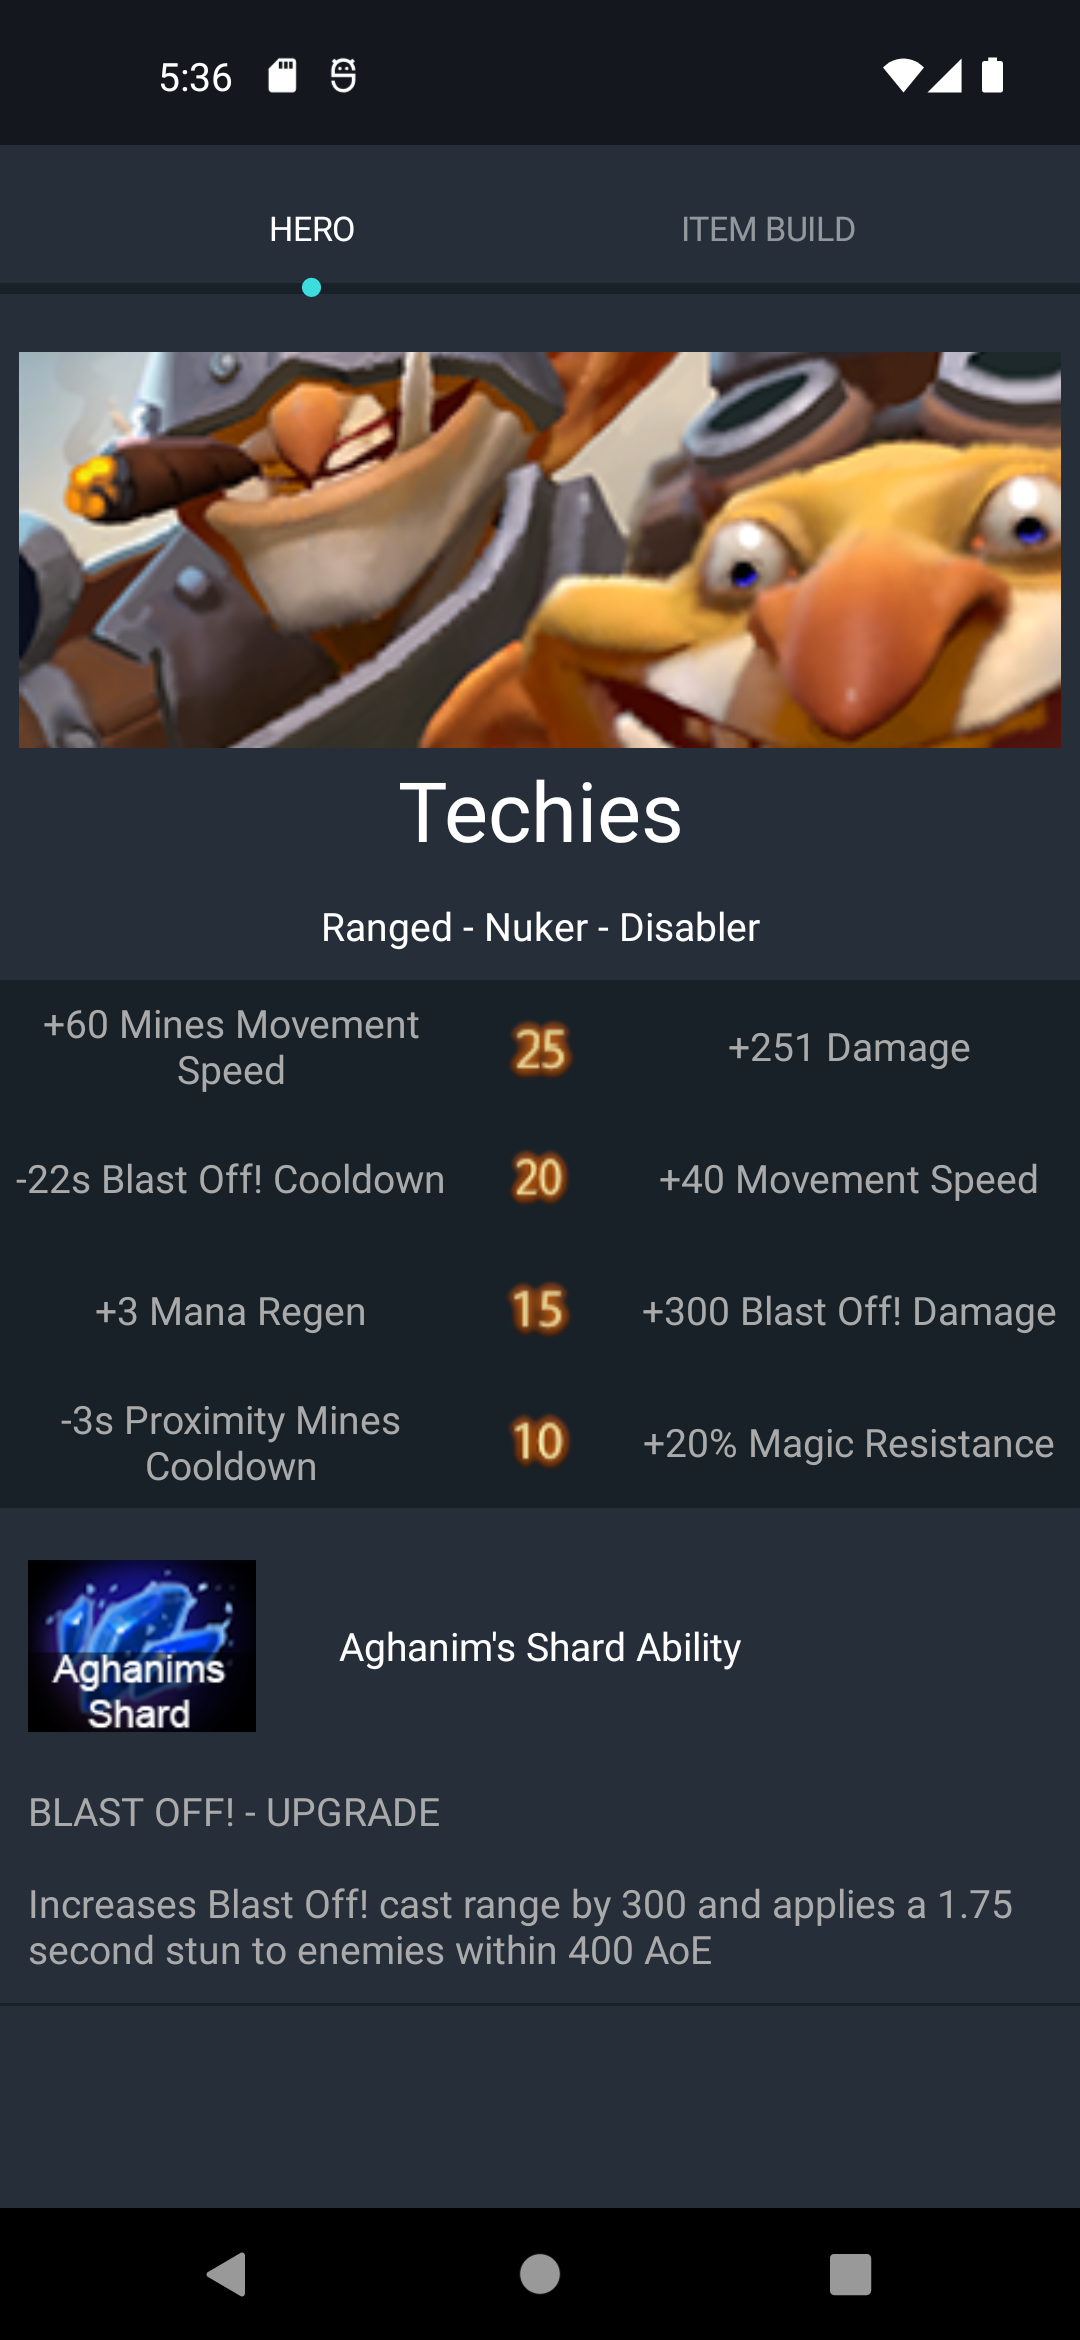 5:36
HERO
ITEM BUILD
Techies
Ranged - Nuker - Disabler
+60 Mines Movement
Speed
25
+251 Damage
-22s Blast Off! Cooldown
20
+40 Movement Speed
+3 Mana Regen
15
+300 Blast Off! Damage
-3s Proximity Mines
Cooldown
10
+20% Magic Resistance
Aghanims
Shard
Aghanim's Shard Ability
BLAST OFF! - UPGRADE
Increases Blast Off! cast range by 300 and applies a 1.75
second stun to enemies within 400 AoE